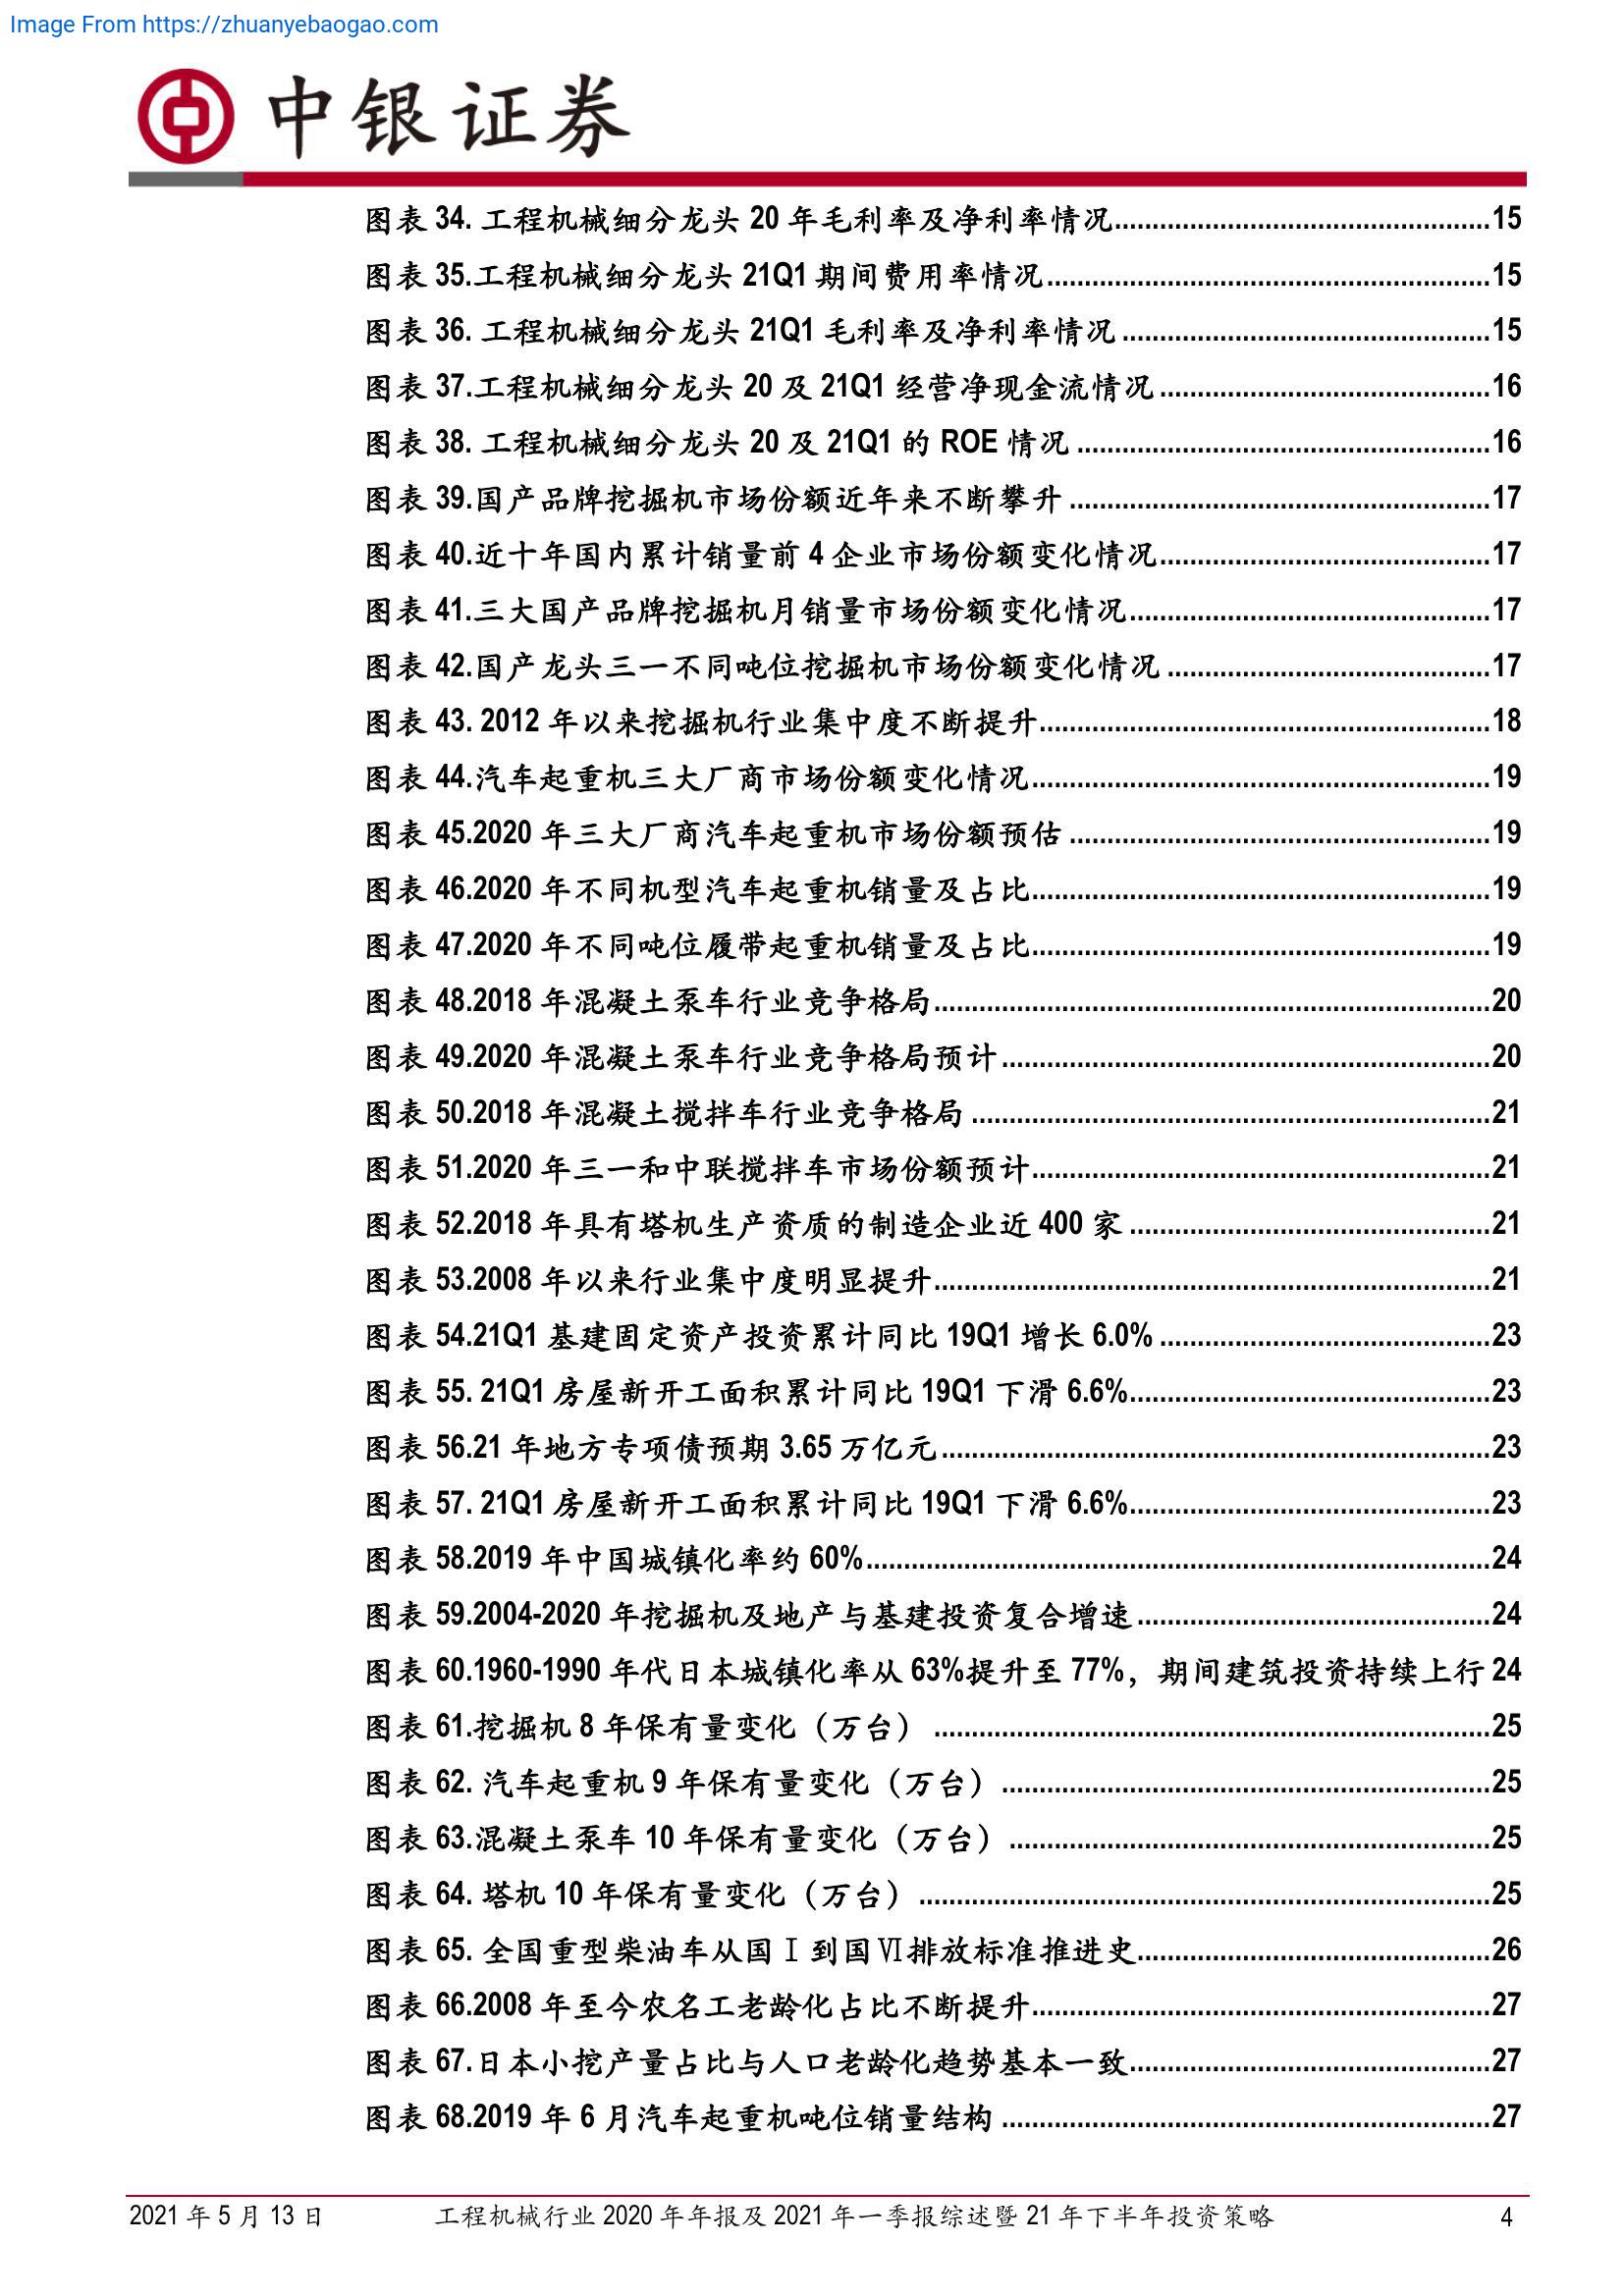 Image From https://zhuanyebaogao.com
中银证券
图表 34. 工程机械细分龙头 20 年毛利率及净利率情况................................................15
图表 35.工程机械细分龙头 21Q1 期间费用率情况................................................15
图表 36. 工程机械细分龙头 21Q1 毛利率及净利率情况................................................15
图表 37.工程机械细分龙头 20 及 21Q1 经营净现金流情况................................................16
图表 38. 工程机械细分龙头 20 及 21Q1 的 ROE 情况................................................16
图表 39.国产品牌挖掘机市场份额近年来不断攀升................................................17
图表 40.近十年国内累计销量前 4 企业市场份额变化情况................................................17
图表 41.三大国产品牌挖掘机月销量市场份额变化情况................................................17
图表 42.国产龙头三一不同吨位挖掘机市场份额变化情况................................................17
图表 43. 2012 年以来挖掘机行业集中度不断提升................................................18
图表 44.汽车起重机三大厂商市场份额变化情况................................................19
图表 45.2020 年三大厂商汽车起重机市场份额预估................................................19
图表 46.2020 年不同机型汽车起重机销量及占比................................................19
图表 47.2020 年不同吨位履带起重机销量及占比................................................19
图表 48.2018 年混凝土泵车行业竞争格局................................................20
图表 49.2020 年混凝土泵车行业竞争格局预计................................................20
图表 50.2018 年混凝土搅拌车行业竞争格局................................................21
图表 51.2020 年三一和中联搅拌车市场份额预计................................................21
图表 52.2018 年具有塔机生产资质的制造企业近 400 家................................................21
图表 53.2008 年以来行业集中度明显提升................................................21
图表 54.21Q1 基建固定资产投资累计同比 19Q1 增长 6.0%................................................23
图表 55. 21Q1 房屋新开工面积累计同比 19Q1 下滑 6.6%................................................23
图表 56.21 年地方专项债预期 3.65 万亿元................................................23
图表 57. 21Q1 房屋新开工面积累计同比 19Q1 下滑 6.6%................................................23
图表 58.2019 年中国城镇化率约 60%................................................24
图表 59.2004-2020 年挖掘机及地产与基建投资复合增速................................................24
图表 60.1960-1990 年代日本城镇化率从 63%提升至 77%，期间建筑投资持续上行 24
图表 61.挖掘机 8 年保有量变化（万台）................................................25
图表 62. 汽车起重机 9 年保有量变化（万台）................................................25
图表 63.混凝土泵车 10 年保有量变化（万台）................................................25
图表 64. 塔机 10 年保有量变化（万台）................................................25
图表 65. 全国重型柴油车从国Ⅰ到国Ⅵ排放标准推进史................................................26
图表 66.2008 年至今农名工老龄化占比不断提升................................................27
图表 67.日本小挖产量占比与人口老龄化趋势基本一致................................................27
图表 68.2019 年 6 月汽车起重机吨位销量结构................................................27
2021 年 5 月 13 日 工程机械行业 2020 年年报及 2021 年一季报综述暨 21 年下半年投资策略 4